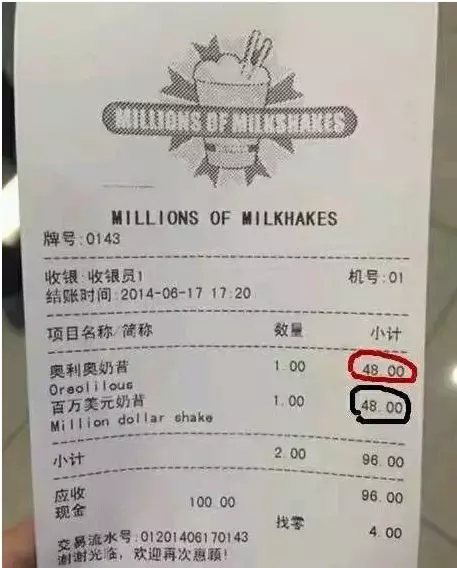 MILLIONS OF MILKSHAKES
MILLIONS OF MILKHAKES
牌号:0143
收银:收银员1 机号:01
结账时间:2014-06-17 17:20
项目名称/简称 数量 小计
奥利奥奶昔 1.00 48.00
Oreolilous
百万美元奶昔 1.00 48.00
Million dollar shake
小计 2.00 96.00
应收 96.00
现金 100.00 找零 4.00
交易流水号:01201406170143
谢谢光临，欢迎再次惠顾!